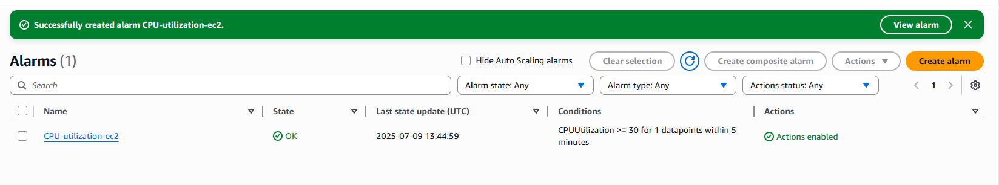 Successfully created alarm CPU-utilization-ec2.
View alarm
Alarms (1)
Hide Auto Scaling alarms
Clear selection
Create composite alarm
Actions
Create alarm
Search
Alarm state: Any
Alarm type: Any
Actions status: Any
1
Name
State
Last state update (UTC)
Conditions
Actions
CPU-utilization-ec2
OK
2025-07-09 13:44:59
CPUUtilization >= 30 for 1 datapoints within 5
minutes
Actions enabled